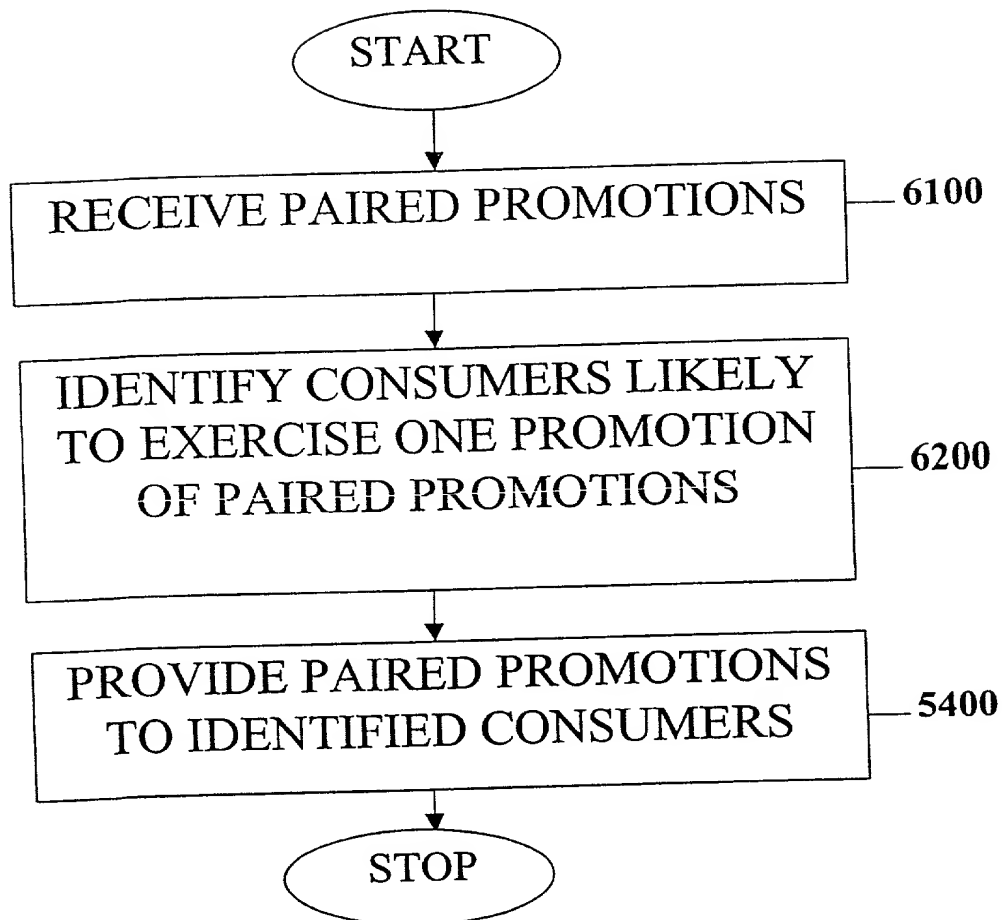 START
RECEIVE PAIRED PROMOTIONS
6100
IDENTIFY CONSUMERS LIKELY
TO EXERCISE ONE PROMOTION
OF PAIRED PROMOTIONS
6200
PROVIDE PAIRED PROMOTIONS
TO IDENTIFIED CONSUMERS
5400
STOP